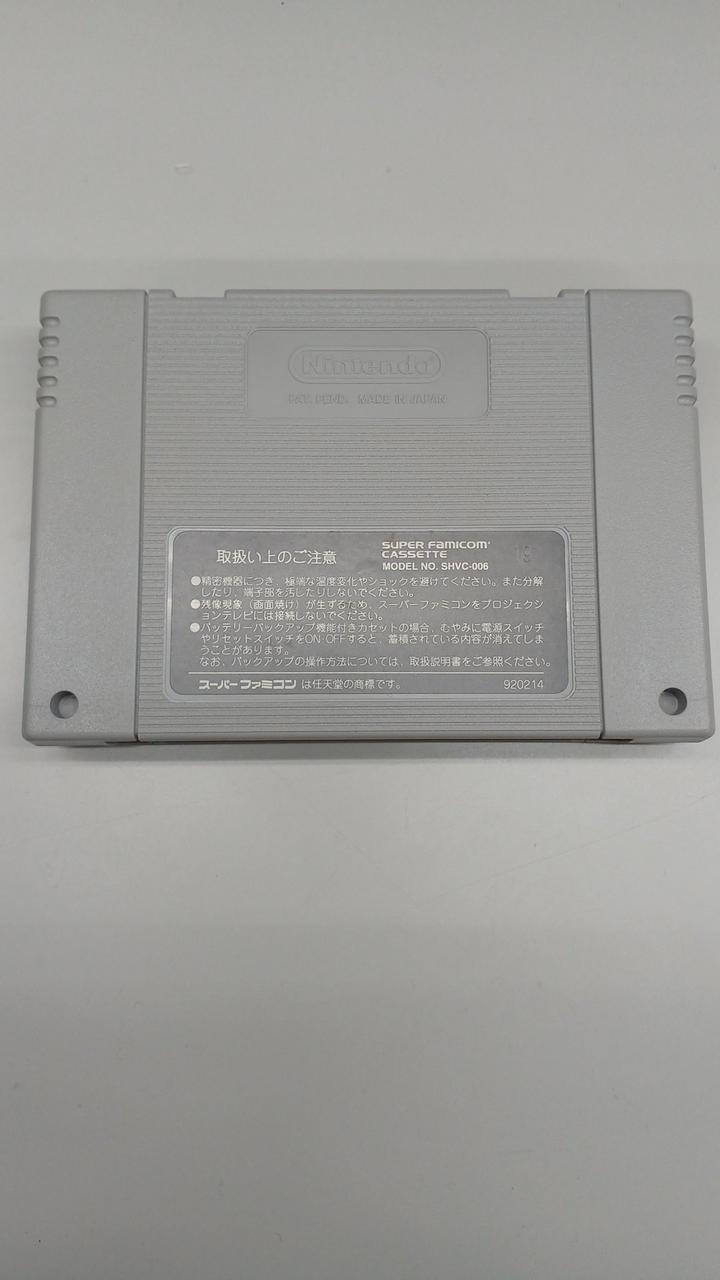 Nintendo
PAT. PEND. MADE IN JAPAN
取扱い上のご注意
SUPER FAMICOM
CASSETTE
MODEL NO. SHVC-006
●精密機器につき、極端な温度変化やショックを避けてください。また分解
したり、端子部を汚したりしないでください。
●残像現象(画面焼け)が生ずるため、スーパーファミコンをプロジェクシ
ョンテレビには接続しないでください。
●バッテリーバックアップ機能付きカセットの場合、むやみに電源スイッチ
やリセットスイッチをON·OFFすると、蓄積されている内容が消えてしま
うことがあります。
なお、バックアップの操作方法については、取扱説明書をご参照ください。
スーパーファミコン は任天堂の商標です。
920214